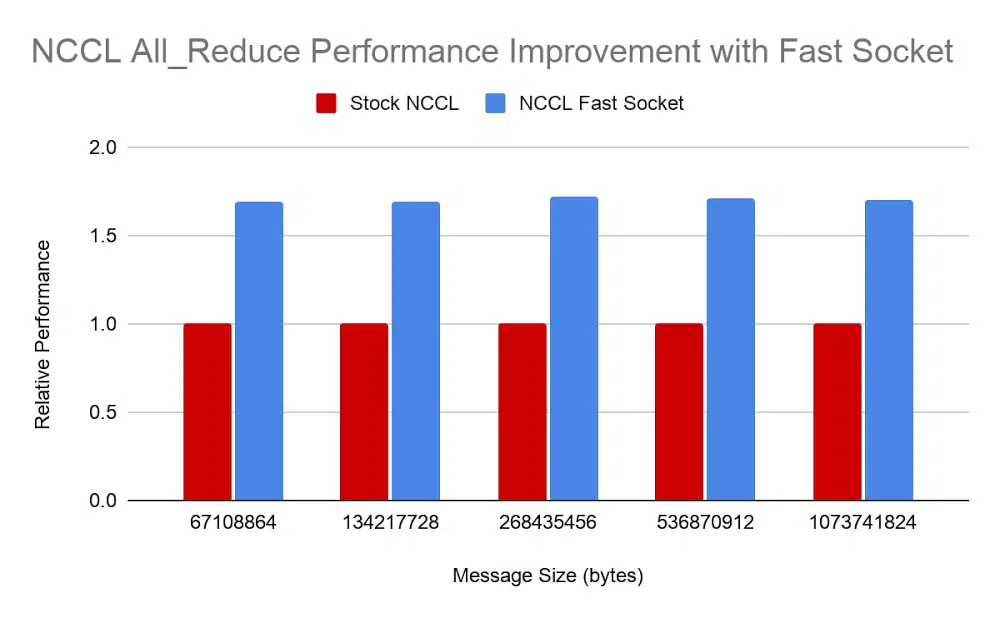 NCCL All_Reduce Performance Improvement with Fast Socket
Stock NCCL
NCCL Fast Socket
2.0
1.5
1.0
0.5
0.0
Relative Performance
67108864
134217728
268435456
536870912
1073741824
Message Size (bytes)